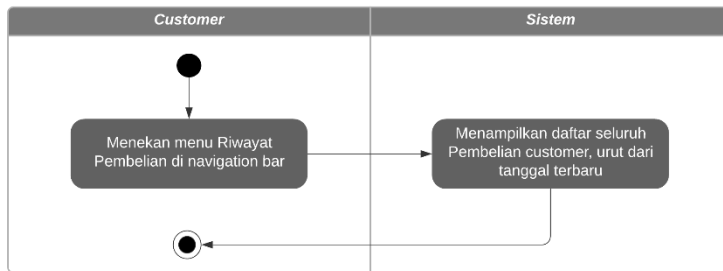 Customer
Sistem
Menekan menu Riwayat
Pembelian di navigation bar
Menampilkan daftar seluruh
Pembelian customer, urut dari
tanggal terbaru